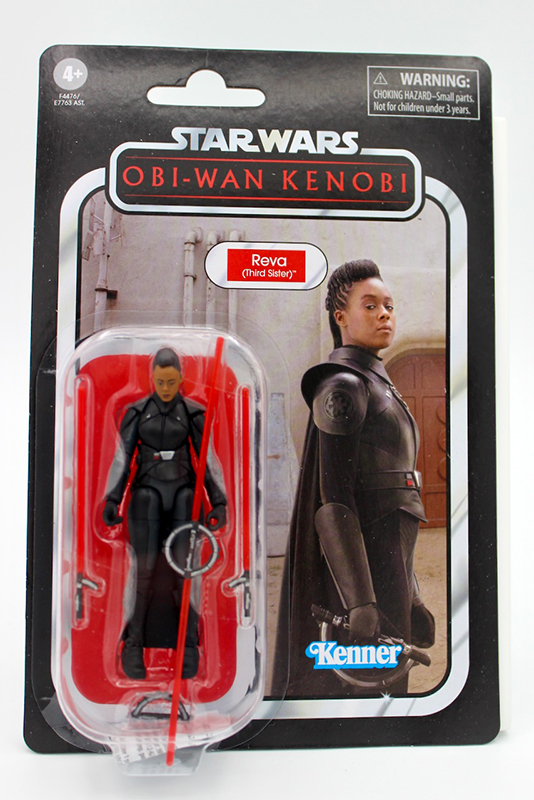 4+
F4476/
E7763 AST.
WARNING:
CHOKING HAZARD–Small parts.
Not for children under 3 years.
STAR WARS
OBI-WAN KENOBI
Reva
(Third Sister)™
Kenner